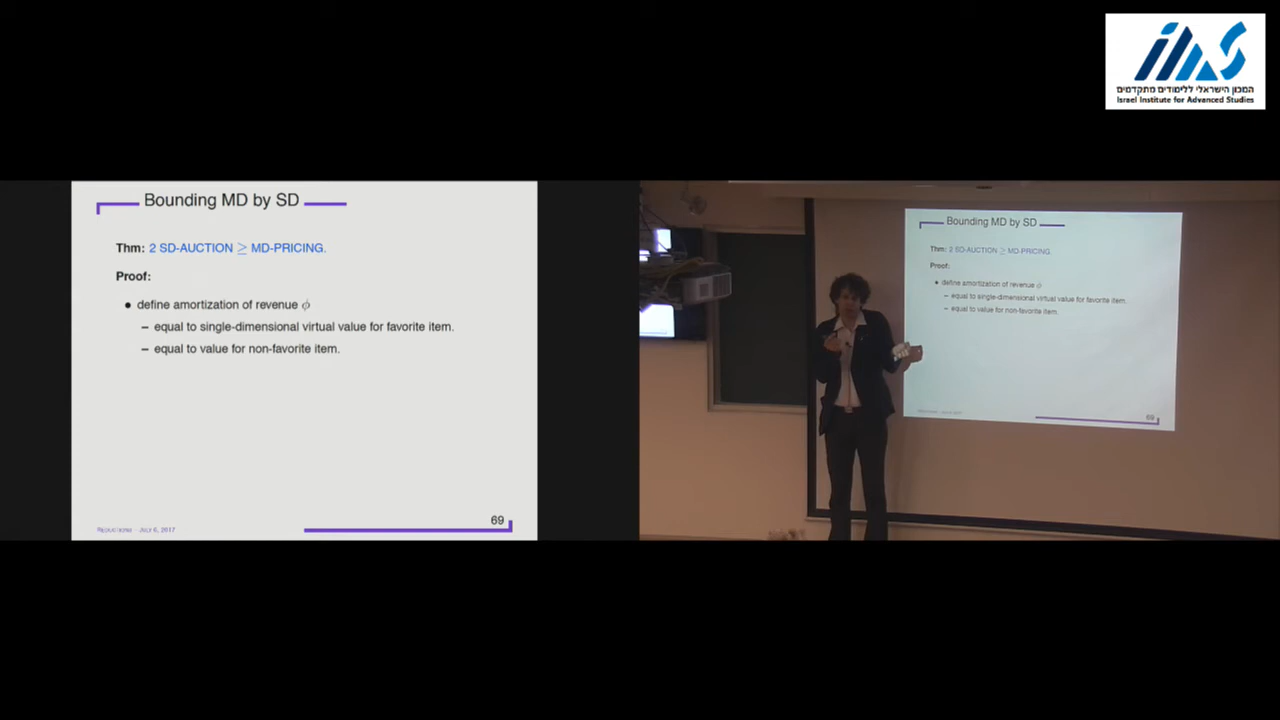 המכון הישראלי ללימודים מתקדמים
Israel Institute for Advanced Studies
Bounding MD by SD
Thm: 2 SD-AUCTION ≥ MD-PRICING.
Proof:
● define amortization of revenue ϕ
– equal to single-dimensional virtual value for favorite item.
– equal to value for non-favorite item.
July 6, 2017
69
Bounding MD by SD
Thm: 2 SD-AUCTION ≥ MD-PRICING.
Proof:
● define amortization of revenue ϕ
– equal to single-dimensional virtual value for favorite item.
– equal to value for non-favorite item.
69